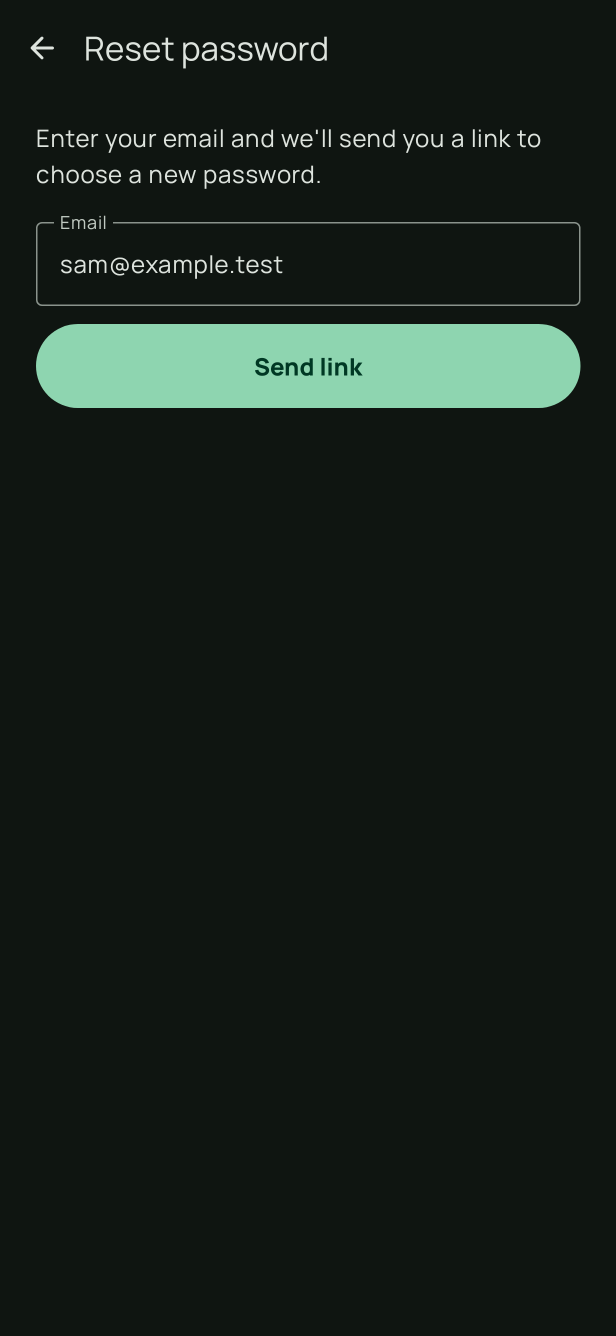 Reset password
Enter your email and we'll send you a link to
choose a new password.
Email
sam@example.test
Send link